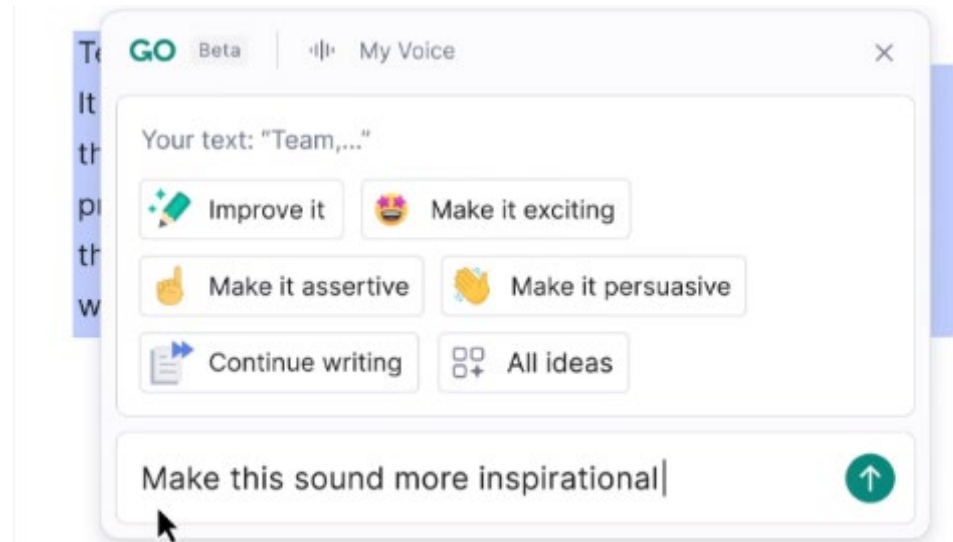 GO Beta My Voice
Your text: "Team,..."
Improve it Make it exciting
Make it assertive Make it persuasive
Continue writing All ideas
Make this sound more inspirational